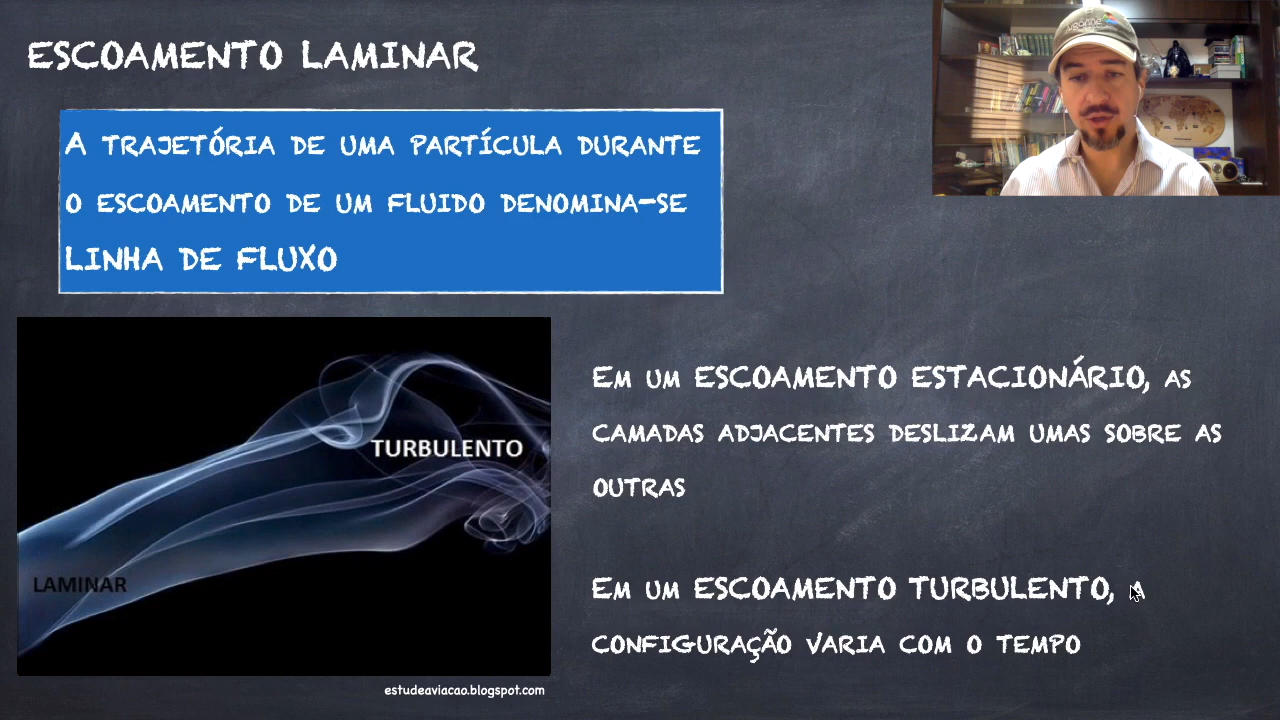 ESCOAMENTO LAMINAR
A TRAJETÓRIA DE UMA PARTÍCULA DURANTE
O ESCOAMENTO DE UM FLUIDO DENOMINA-SE
LINHA DE FLUXO
TURBULENTO
LAMINAR
estudeaviacao.blogspot.com
EM UM ESCOAMENTO ESTACIONÁRIO, AS
CAMADAS ADJACENTES DESLIZAM UMAS SOBRE AS
OUTRAS
EM UM ESCOAMENTO TURBULENTO, A
CONFIGURAÇÃO VARIA COM O TEMPO